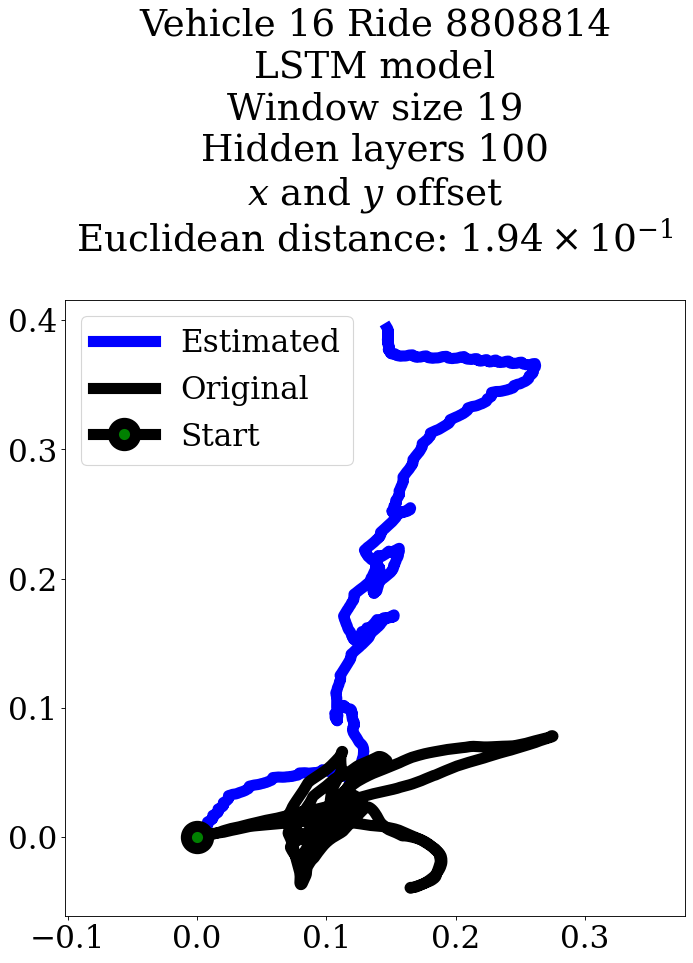 Vehicle 16 Ride 8808814
LSTM model
Window size 19
Hidden layers 100
x and y offset
Euclidean distance: 1.94 × 10⁻¹
Estimated
Original
Start
0.4
0.3
0.2
0.1
0.0
−0.1 0.0 0.1 0.2 0.3